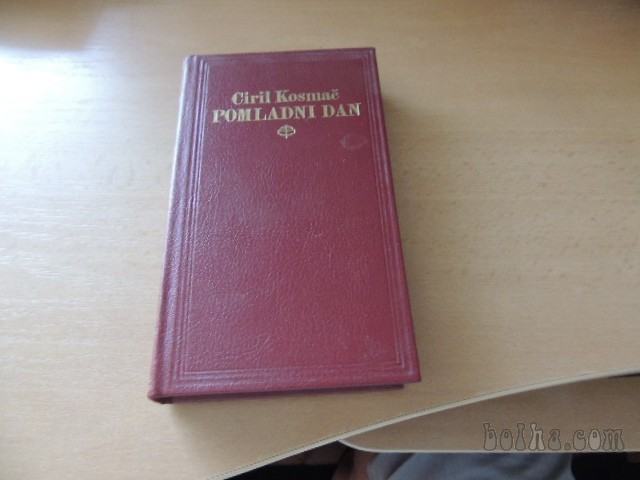 Ciril Kosmač
POMLADNI DAN
bolha.com